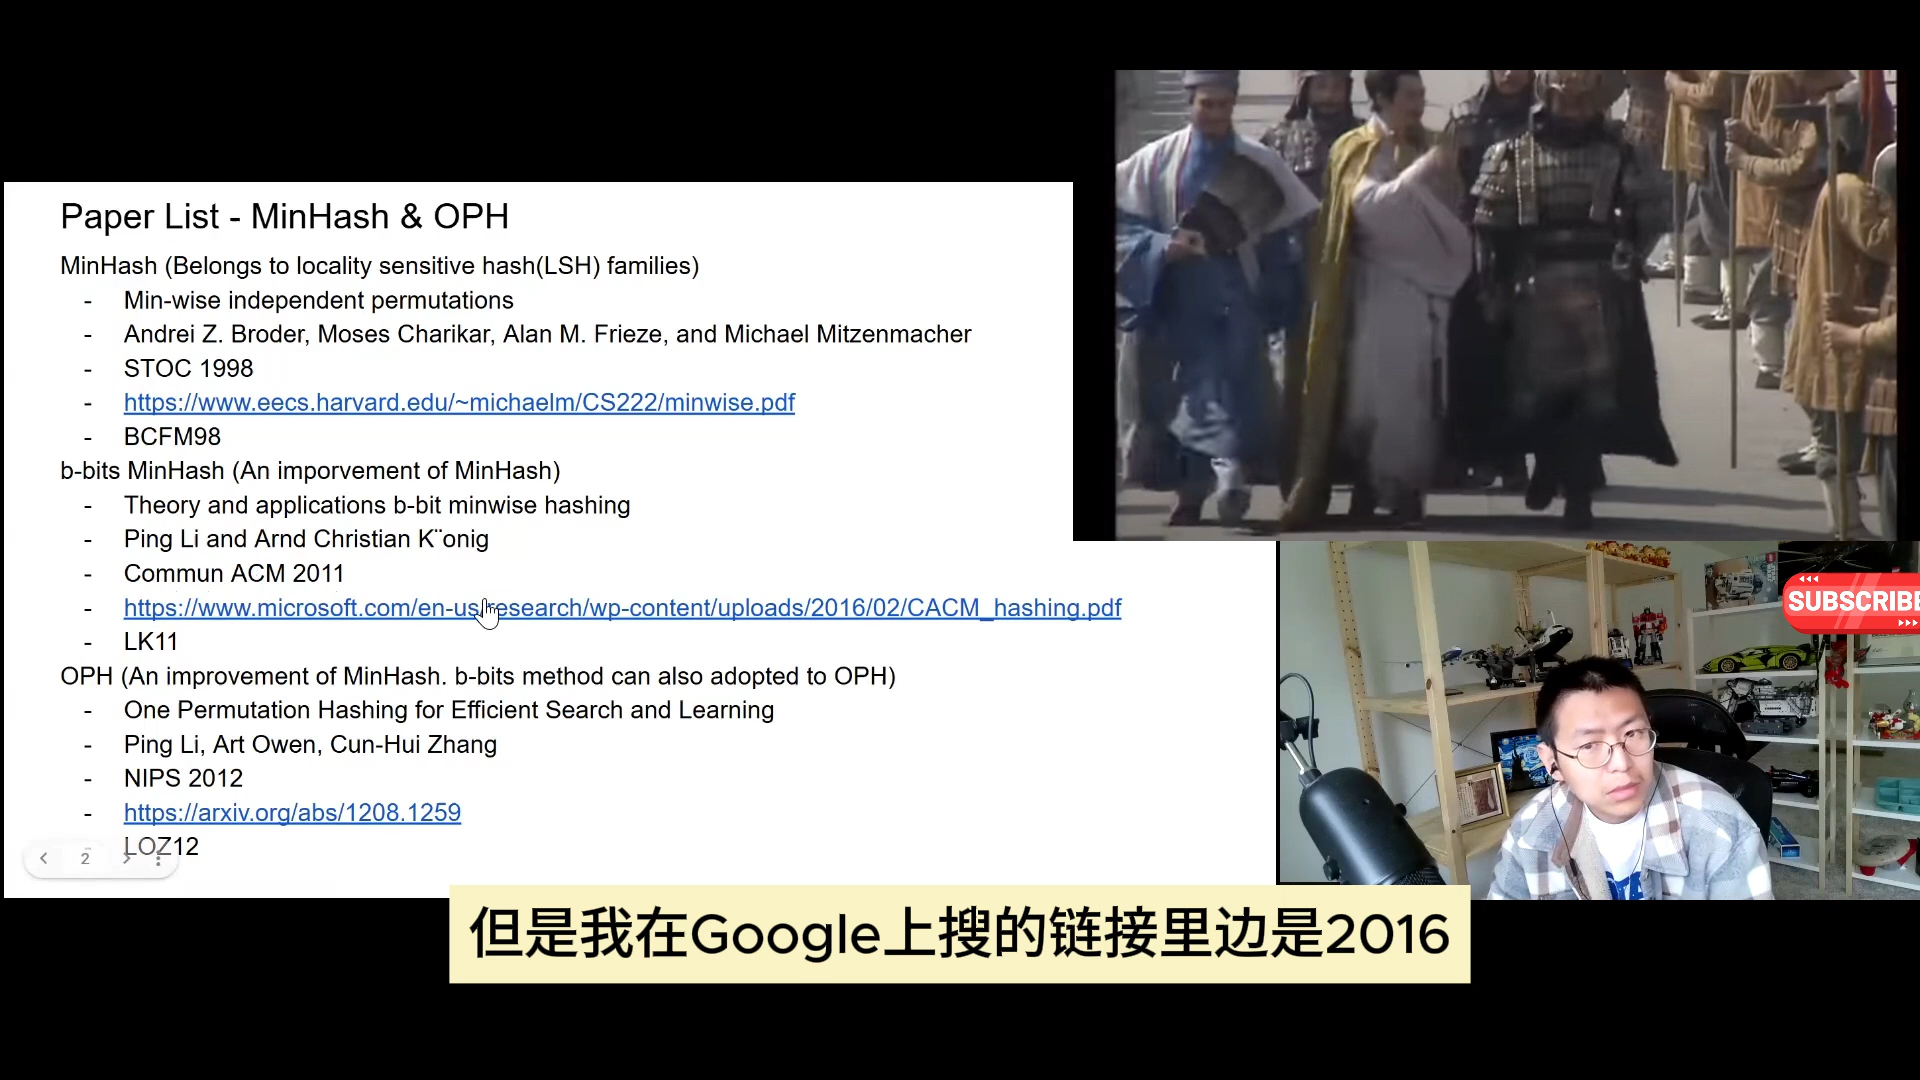 Paper List - MinHash & OPH
MinHash (Belongs to locality sensitive hash(LSH) families)
- Min-wise independent permutations
- Andrei Z. Broder, Moses Charikar, Alan M. Frieze, and Michael Mitzenmacher
- STOC 1998
- https://www.eecs.harvard.edu/~michaelm/CS222/minwise.pdf
- BCFM98
b-bits MinHash (An imporvement of MinHash)
- Theory and applications b-bit minwise hashing
- Ping Li and Arnd Christian K¨onig
- Commun ACM 2011
- https://www.microsoft.com/en-us/research/wp-content/uploads/2016/02/CACM_hashing.pdf
- LK11
OPH (An improvement of MinHash. b-bits method can also adopted to OPH)
- One Permutation Hashing for Efficient Search and Learning
- Ping Li, Art Owen, Cun-Hui Zhang
- NIPS 2012
- https://arxiv.org/abs/1208.1259
- LOZ12
2
SUBSCRIBE
但是我在Google上搜的链接里边是2016